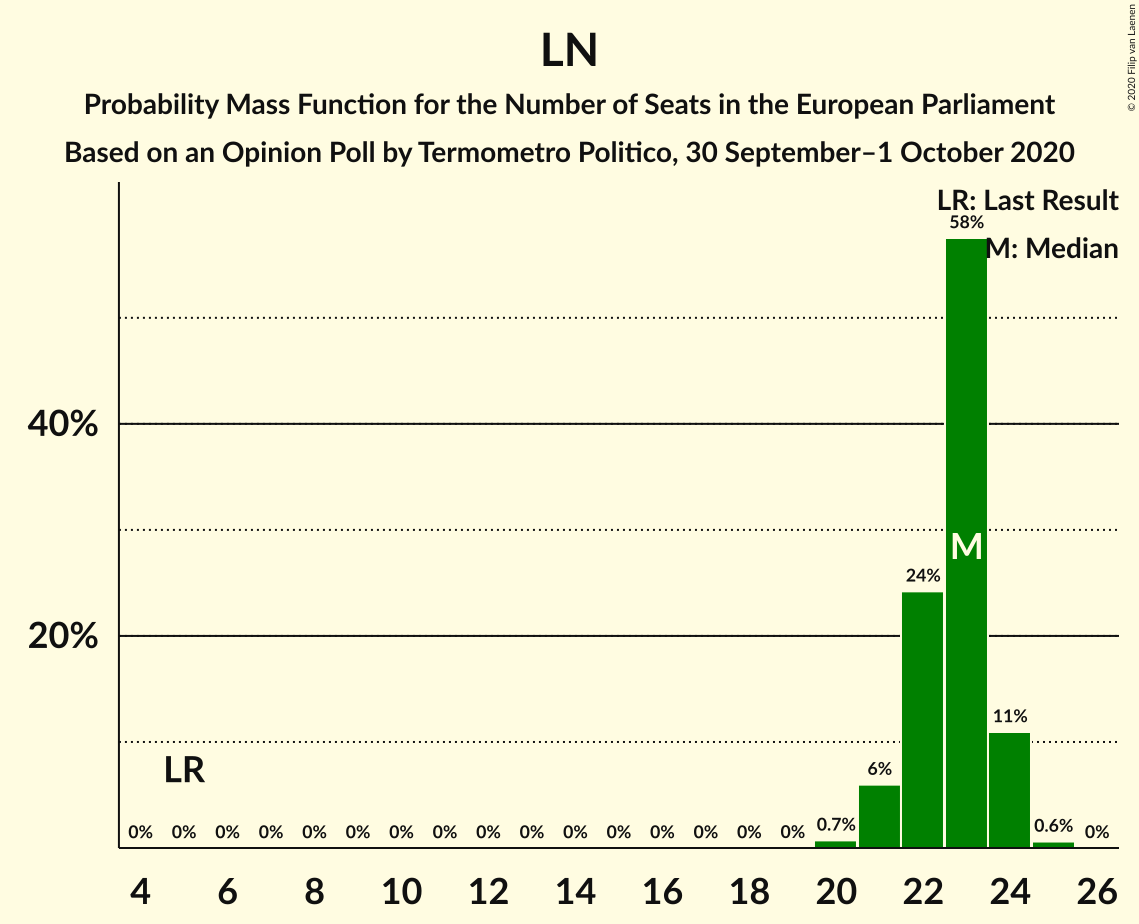 © 2020 Filip van Laenen
LN
Probability Mass Function for the Number of Seats in the European Parliament
Based on an Opinion Poll by Termometro Politico, 30 September–1 October 2020
LR: Last Result
58%
M: Median
40%
M
24%
20%
11%
LR
6%
0% 0% 0% 0% 0% 0% 0% 0% 0% 0% 0% 0% 0% 0% 0% 0% 0.7% 0.6% 0%
4 6 8 10 12 14 16 18 20 22 24 26